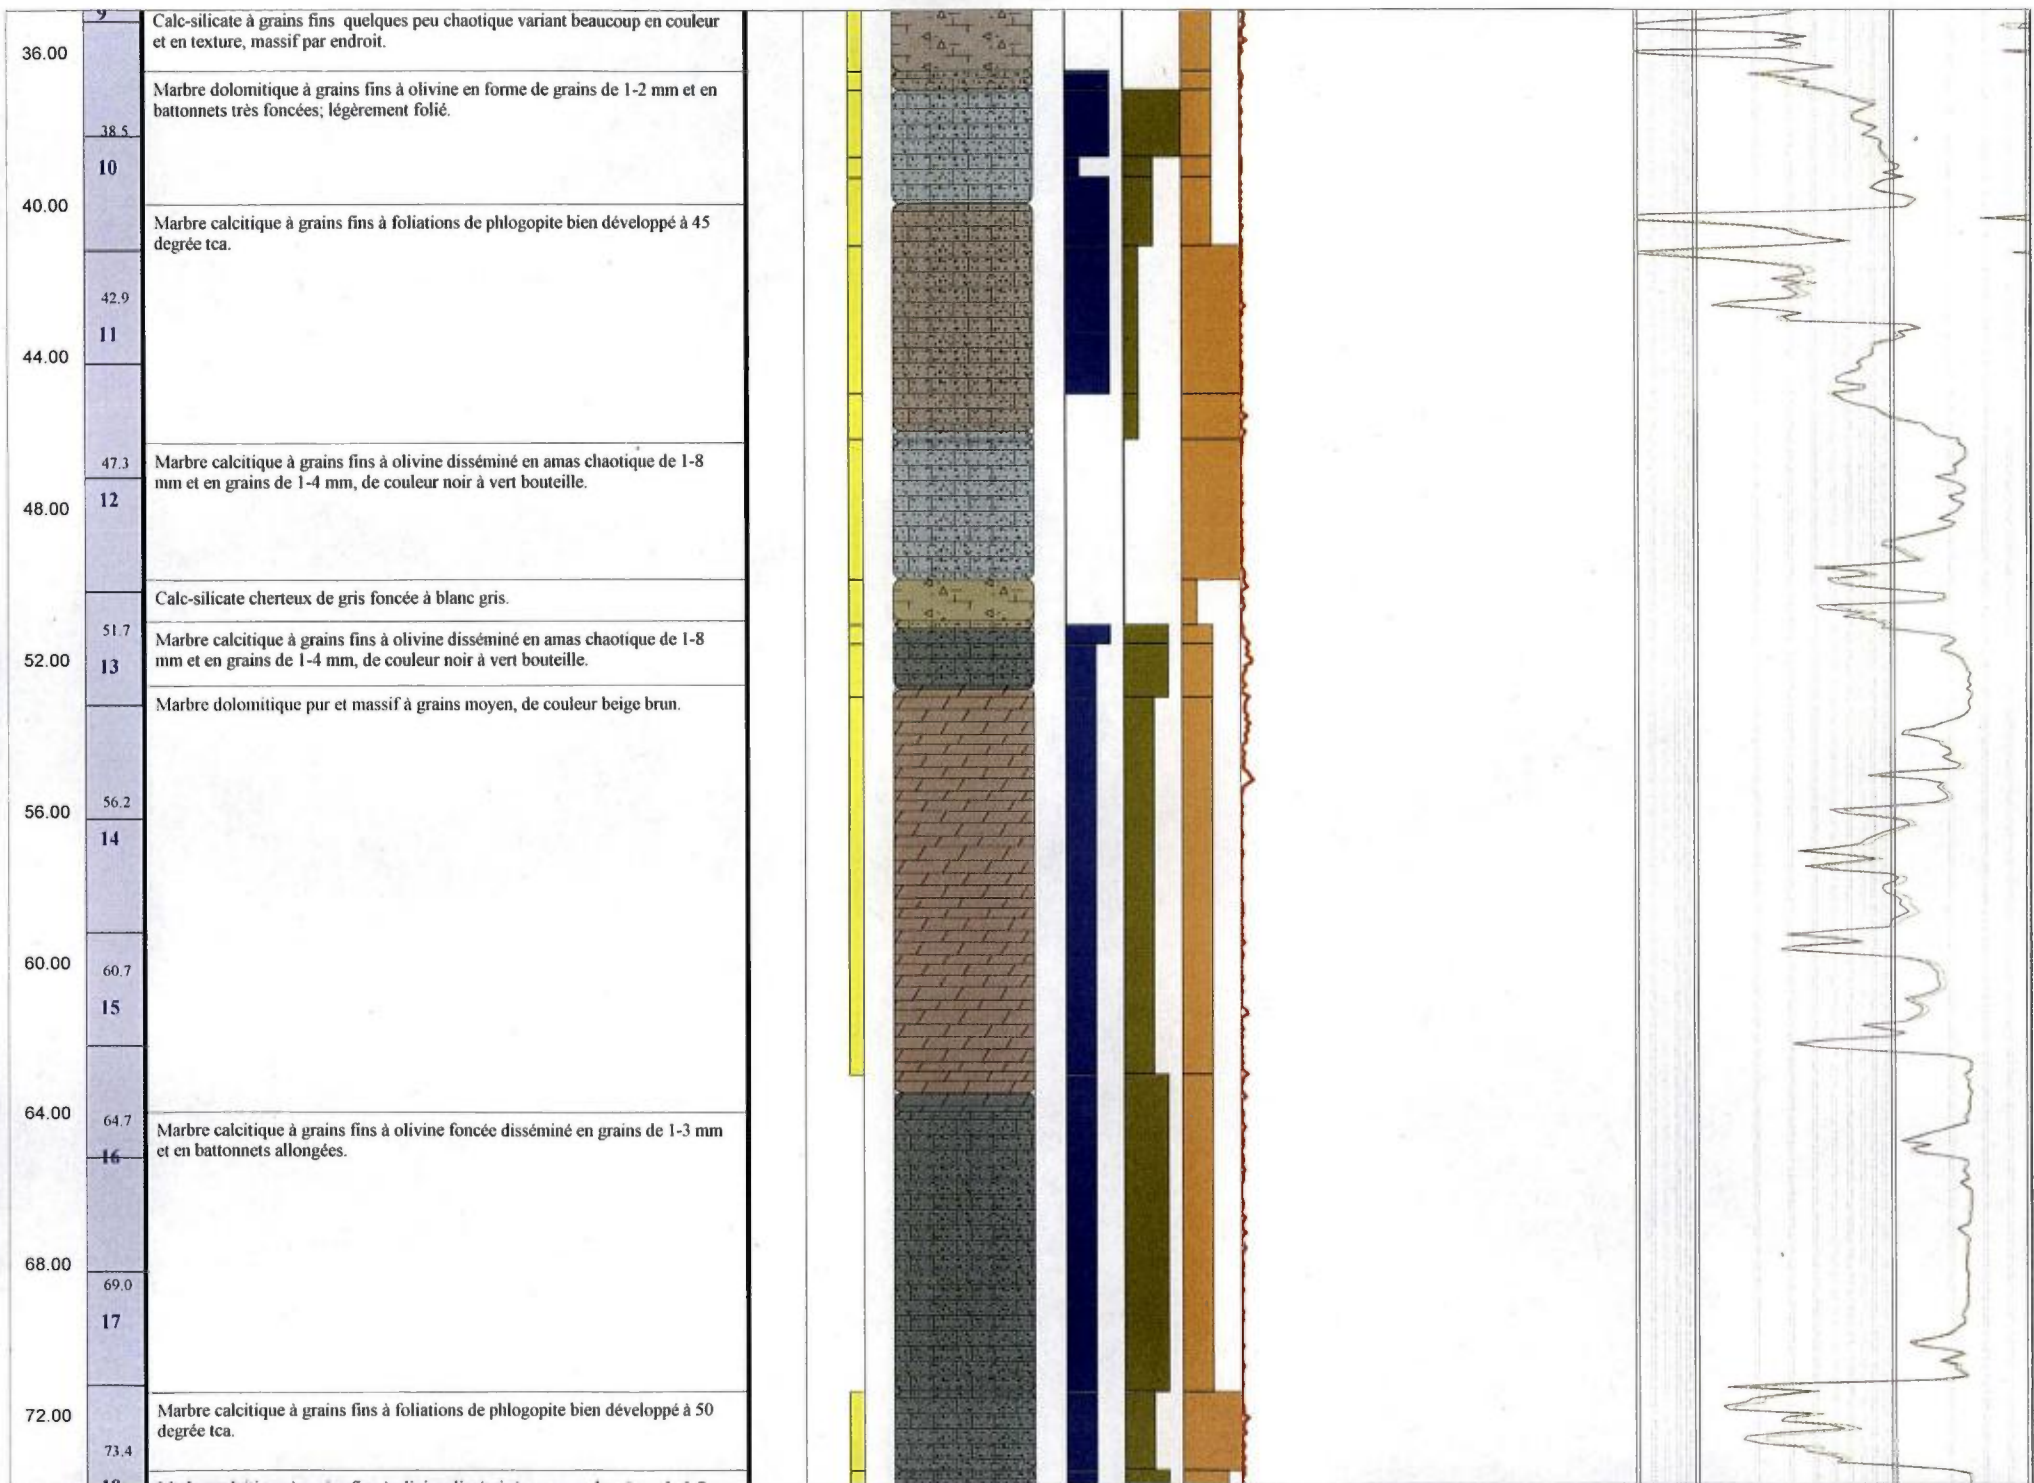 9
Calc-silicate à grains fins quelques peu chaotique variant beaucoup en couleur
et en texture, massif par endroit.
36.00
Marbre dolomitique à grains fins à olivine en forme de grains de 1-2 mm et en
battonnets très foncées; légèrement folié.
38.5
10
40.00
Marbre calcitique à grains fins à foliations de phlogopite bien développé à 45
degrée tca.
42.9
11
44.00
47.3
Marbre calcitique à grains fins à olivine disséminé en amas chaotique de 1-8
mm et en grains de 1-4 mm, de couleur noir à vert bouteille.
12
48.00
Calc-silicate cherteux de gris foncée à blanc gris.
51.7
Marbre calcitique à grains fins à olivine disséminé en amas chaotique de 1-8
mm et en grains de 1-4 mm, de couleur noir à vert bouteille.
52.00
13
Marbre dolomitique pur et massif à grains moyen, de couleur beige brun.
56.2
56.00
14
60.00
60.7
15
64.00
64.7
Marbre calcitique à grains fins à olivine foncée disséminé en grains de 1-3 mm
et en battonnets allongées.
16
68.00
69.0
17
72.00
Marbre calcitique à grains fins à foliations de phlogopite bien développé à 50
degrée tca.
73.4